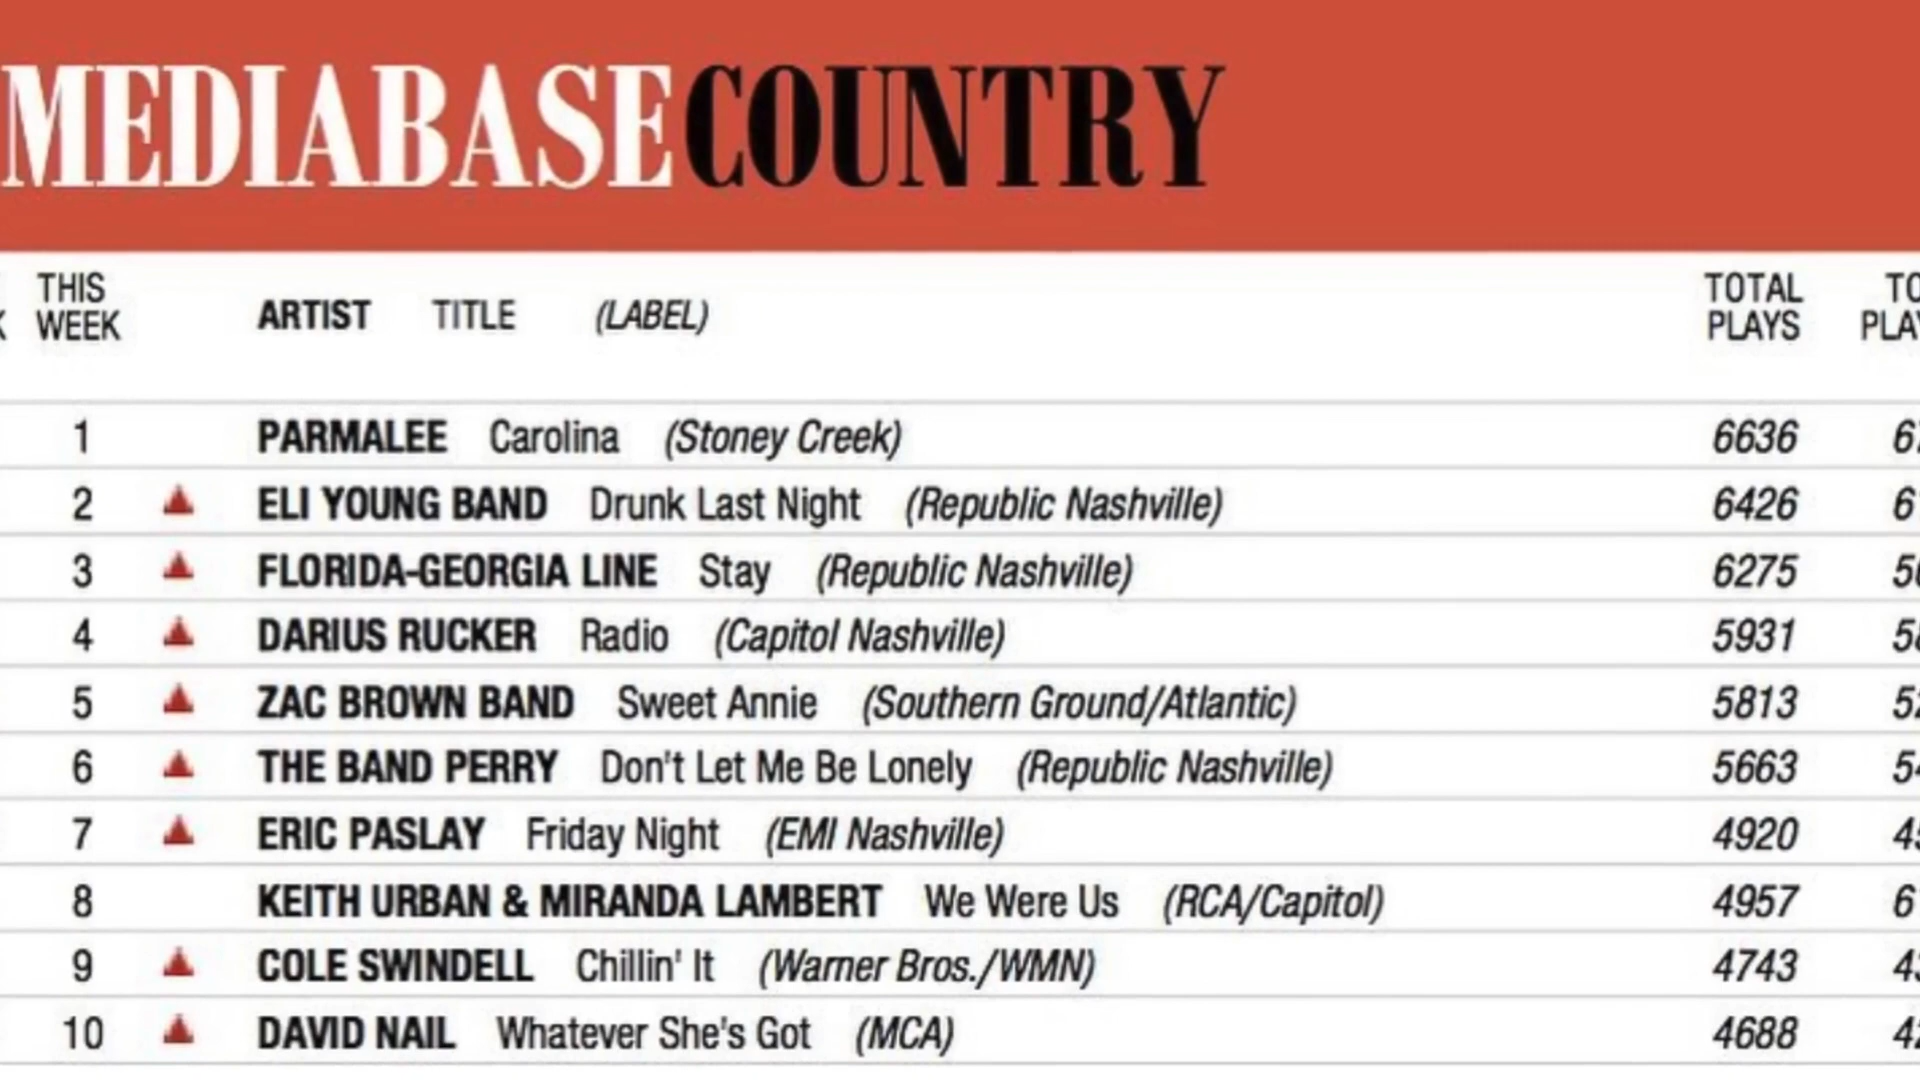 MEDIABASECOUNTRY
THIS WEEK ARTIST TITLE (LABEL) TOTAL PLAYS
1 PARMALEE Carolina (Stoney Creek) 6636
2 ELI YOUNG BAND Drunk Last Night (Republic Nashville) 6426
3 FLORIDA-GEORGIA LINE Stay (Republic Nashville) 6275
4 DARIUS RUCKER Radio (Capitol Nashville) 5931
5 ZAC BROWN BAND Sweet Annie (Southern Ground/Atlantic) 5813
6 THE BAND PERRY Don't Let Me Be Lonely (Republic Nashville) 5663
7 ERIC PASLAY Friday Night (EMI Nashville) 4920
8 KEITH URBAN & MIRANDA LAMBERT We Were Us (RCA/Capitol) 4957
9 COLE SWINDELL Chillin' It (Warner Bros./WMN) 4743
10 DAVID NAIL Whatever She's Got (MCA) 4688